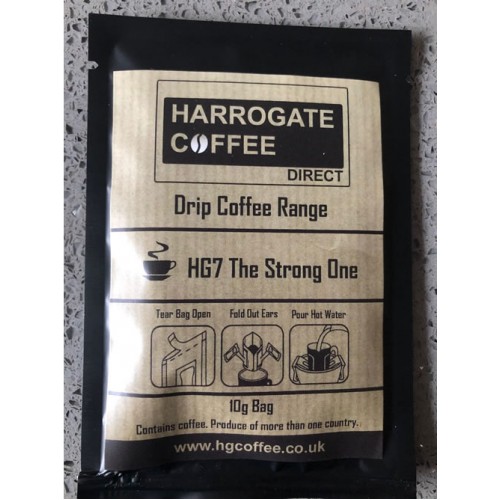 HARROGATE
COFFEE
DIRECT
Drip Coffee Range
HG7 The Strong One
Tear Bag Open Fold Out Ears Pour Hot Water
10g Bag
Contains coffee. Produce of more than one country.
www.hgcoffee.co.uk